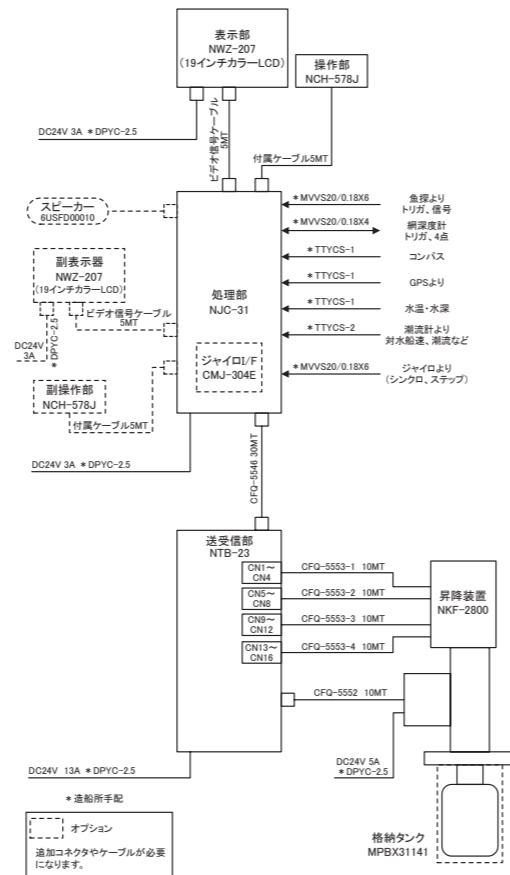 表示部
NWZ-207
(19インチカラーLCD)
操作部
NCH-578J
DC24V 3A *DPYC-2.5
ビデオ信号ケーブル
5MT
付属ケーブル5MT
スピーカー
6USFD00010
副表示器
NWZ-207
(19インチカラーLCD)
ビデオ信号ケーブル
5MT
DC24V
3A
*DPYC-2.5
副操作部
NCH-578J
付属ケーブル5MT
DC24V 3A *DPYC-2.5
処理部
NJC-31
ジャイロI/F
CMJ-304E
*MVVS20/0.18X6
魚探より
トリガ、信号
*MVVS20/0.18X4
網深度計
トリガ、4点
*TTYCS-1
コンパス
*TTYCS-1
GPSより
*TTYCS-1
水温・水深
*TTYCS-2
潮流計より
対水船速、潮流など
*MVVS20/0.18X6
ジャイロより
(シンクロ、ステップ)
CFQ-5546 30MT
送受信部
NTB-23
CN1～
CN4
CFQ-5553-1 10MT
CN5～
CN8
CFQ-5553-2 10MT
CN9～
CN12
CFQ-5553-3 10MT
CN13～
CN16
CFQ-5553-4 10MT
昇降装置
NKF-2800
CFQ-5552 10MT
DC24V 13A *DPYC-2.5
DC24V 5A
*DPYC-2.5
*造船所手配
オプション
追加コネクタやケーブルが必要
になります。
格納タンク
MPBX31141